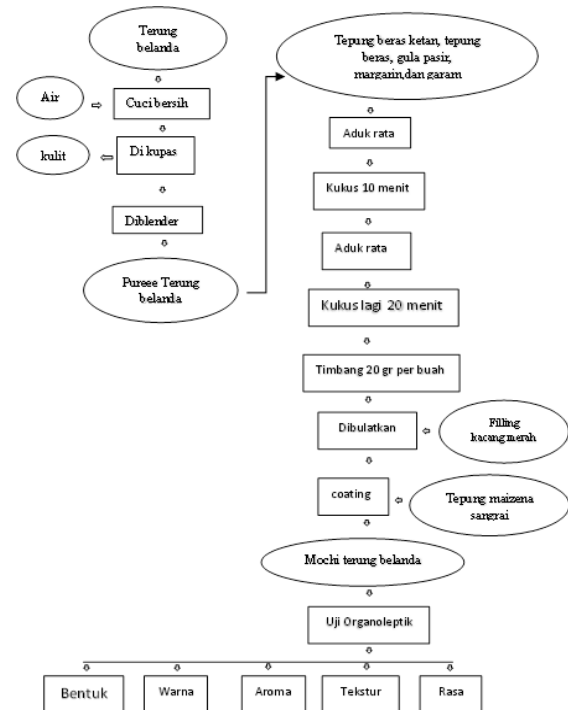 Terung
belanda
Air
Cuci bersih
kulit
Di kupas
Diblender
Pureee Terung
belanda
Tepung beras ketan, tepung
beras, gula pasir,
margarin,dan garam
Aduk rata
Kukus 10 menit
Aduk rata
Kukus lagi 20 menit
Timbang 20 gr per buah
Dibulatkan
Filling
kacang merah
coating
Tepung maizena
sangrai
Mochi terung belanda
Uji Organoleptik
Bentuk
Warna
Aroma
Tekstur
Rasa